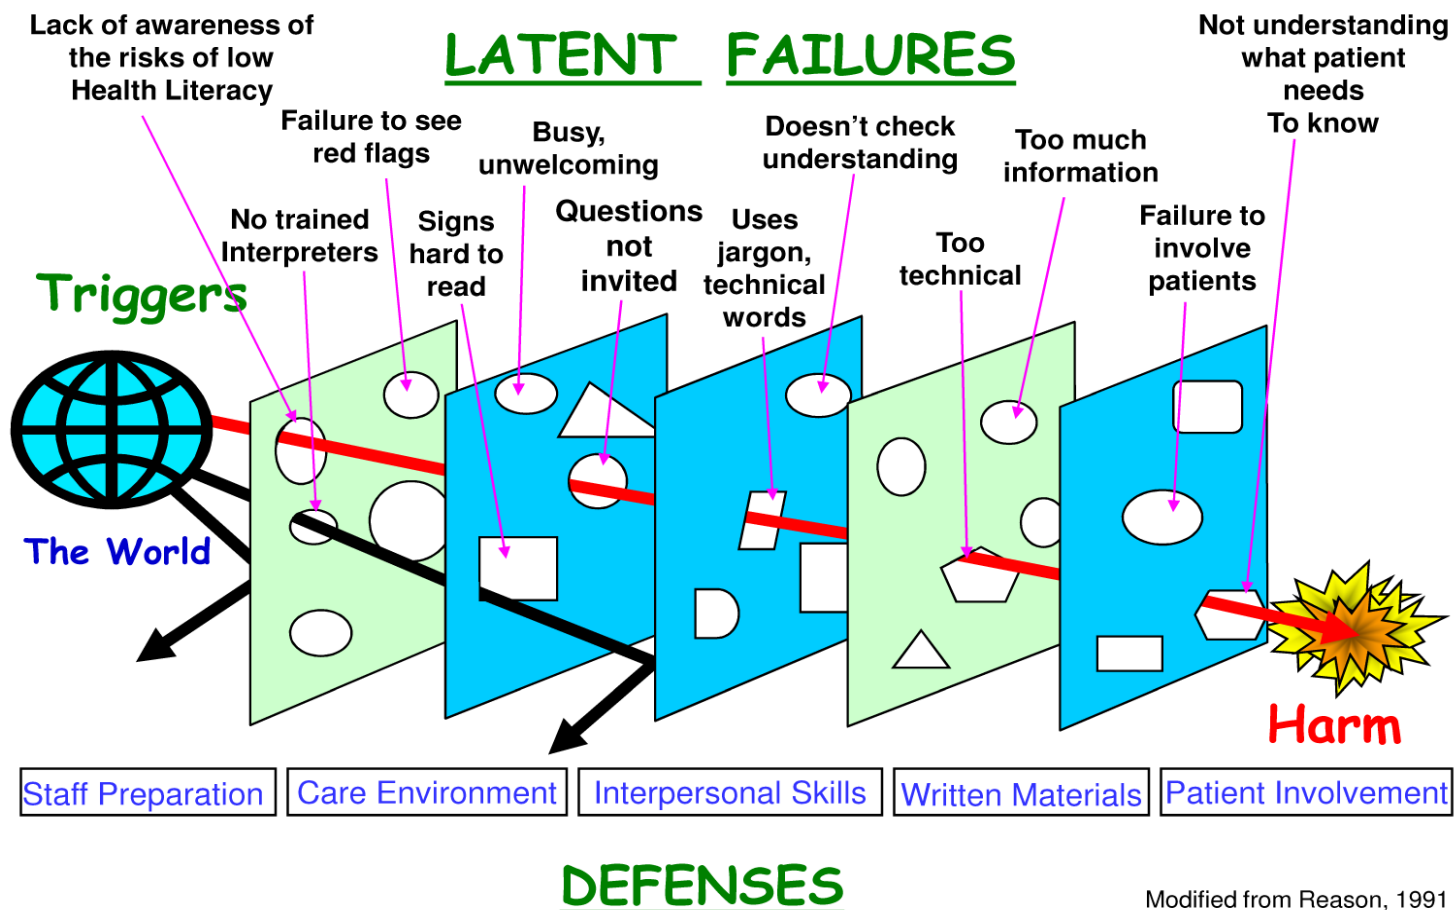 LATENT FAILURES
Lack of awareness of
the risks of low
Health Literacy
Failure to see
red flags
No trained
Interpreters
Busy,
unwelcoming
Signs
hard to
read
Questions
not
invited
Doesn't check
understanding
Uses
jargon,
technical
words
Too much
information
Too
technical
Not understanding
what patient
needs
To know
Failure to
involve
patients
Triggers
The World
Harm
Staff Preparation
Care Environment
Interpersonal Skills
Written Materials
Patient Involvement
DEFENSES
Modified from Reason, 1991